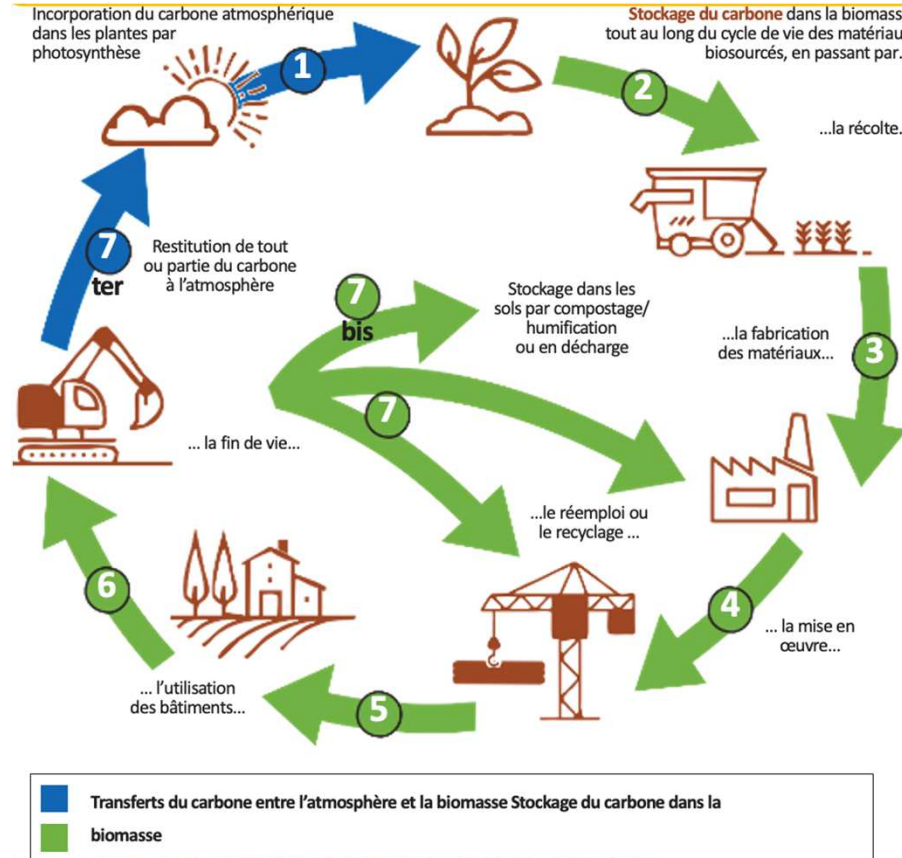 Incorporation du carbone atmosphérique
dans les plantes par
photosynthèse
1
Stockage du carbone dans la biomass
tout au long du cycle de vie des matériau
biosourcés, en passant par.
2
...la récolte.
7
ter
Restitution de tout
ou partie du carbone
à l'atmosphère
7
bis
Stockage dans les
sols par compostage/
humification
ou en décharge
...la fabrication
des matériaux...
3
7
... la fin de vie...
...le réemploi ou
le recyclage ...
6
4
... la mise en
œuvre...
... l'utilisation
des bâtiments...
5
Transferts du carbone entre l'atmosphère et la biomasse Stockage du carbone dans la
biomasse